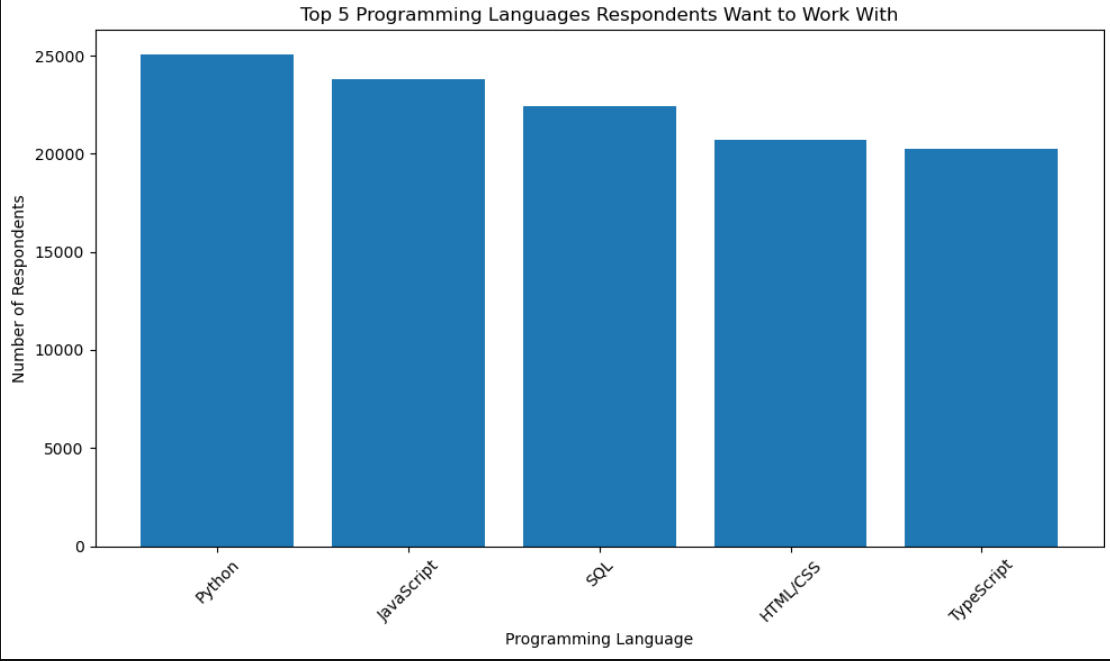 Top 5 Programming Languages Respondents Want to Work With
Number of Respondents
25000
20000
15000
10000
5000
0
Python
JavaScript
SQL
HTML/CSS
TypeScript
Programming Language